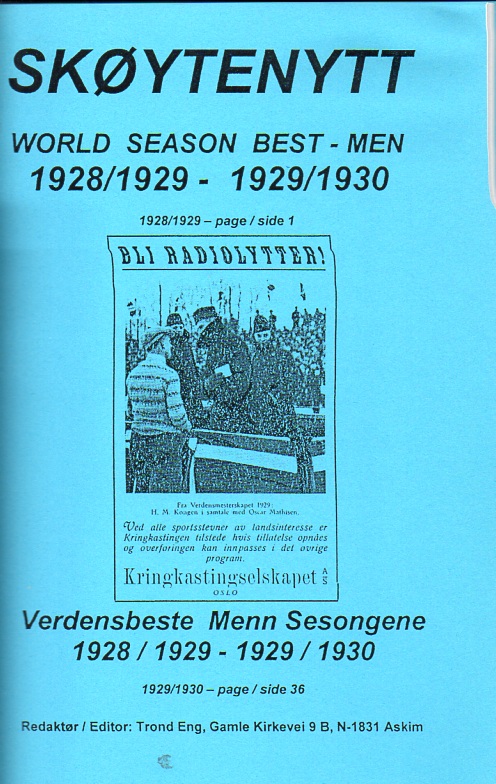 SKØYTENYTT
WORLD SEASON BEST - MEN
1928/1929 - 1929/1930
1928/1929 – page / side 1
BLI RADIOLYTTER!
Fra Verdensmesterskapet 1929:
H. M. Kongen i samtale med Oscar Mathisen.
Ved alle sportsstevner av landsinteresse er
Kringkastingen tilstede hvis tillatelse opnåes
og overføringen kan innpasses i det øvrige
program.
Kringkastingselskapet A/S
OSLO
Verdensbeste Menn Sesongene
1928 / 1929 - 1929 / 1930
1929/1930 – page / side 36
Redaktør / Editor: Trond Eng, Gamle Kirkevei 9 B, N-1831 Askim